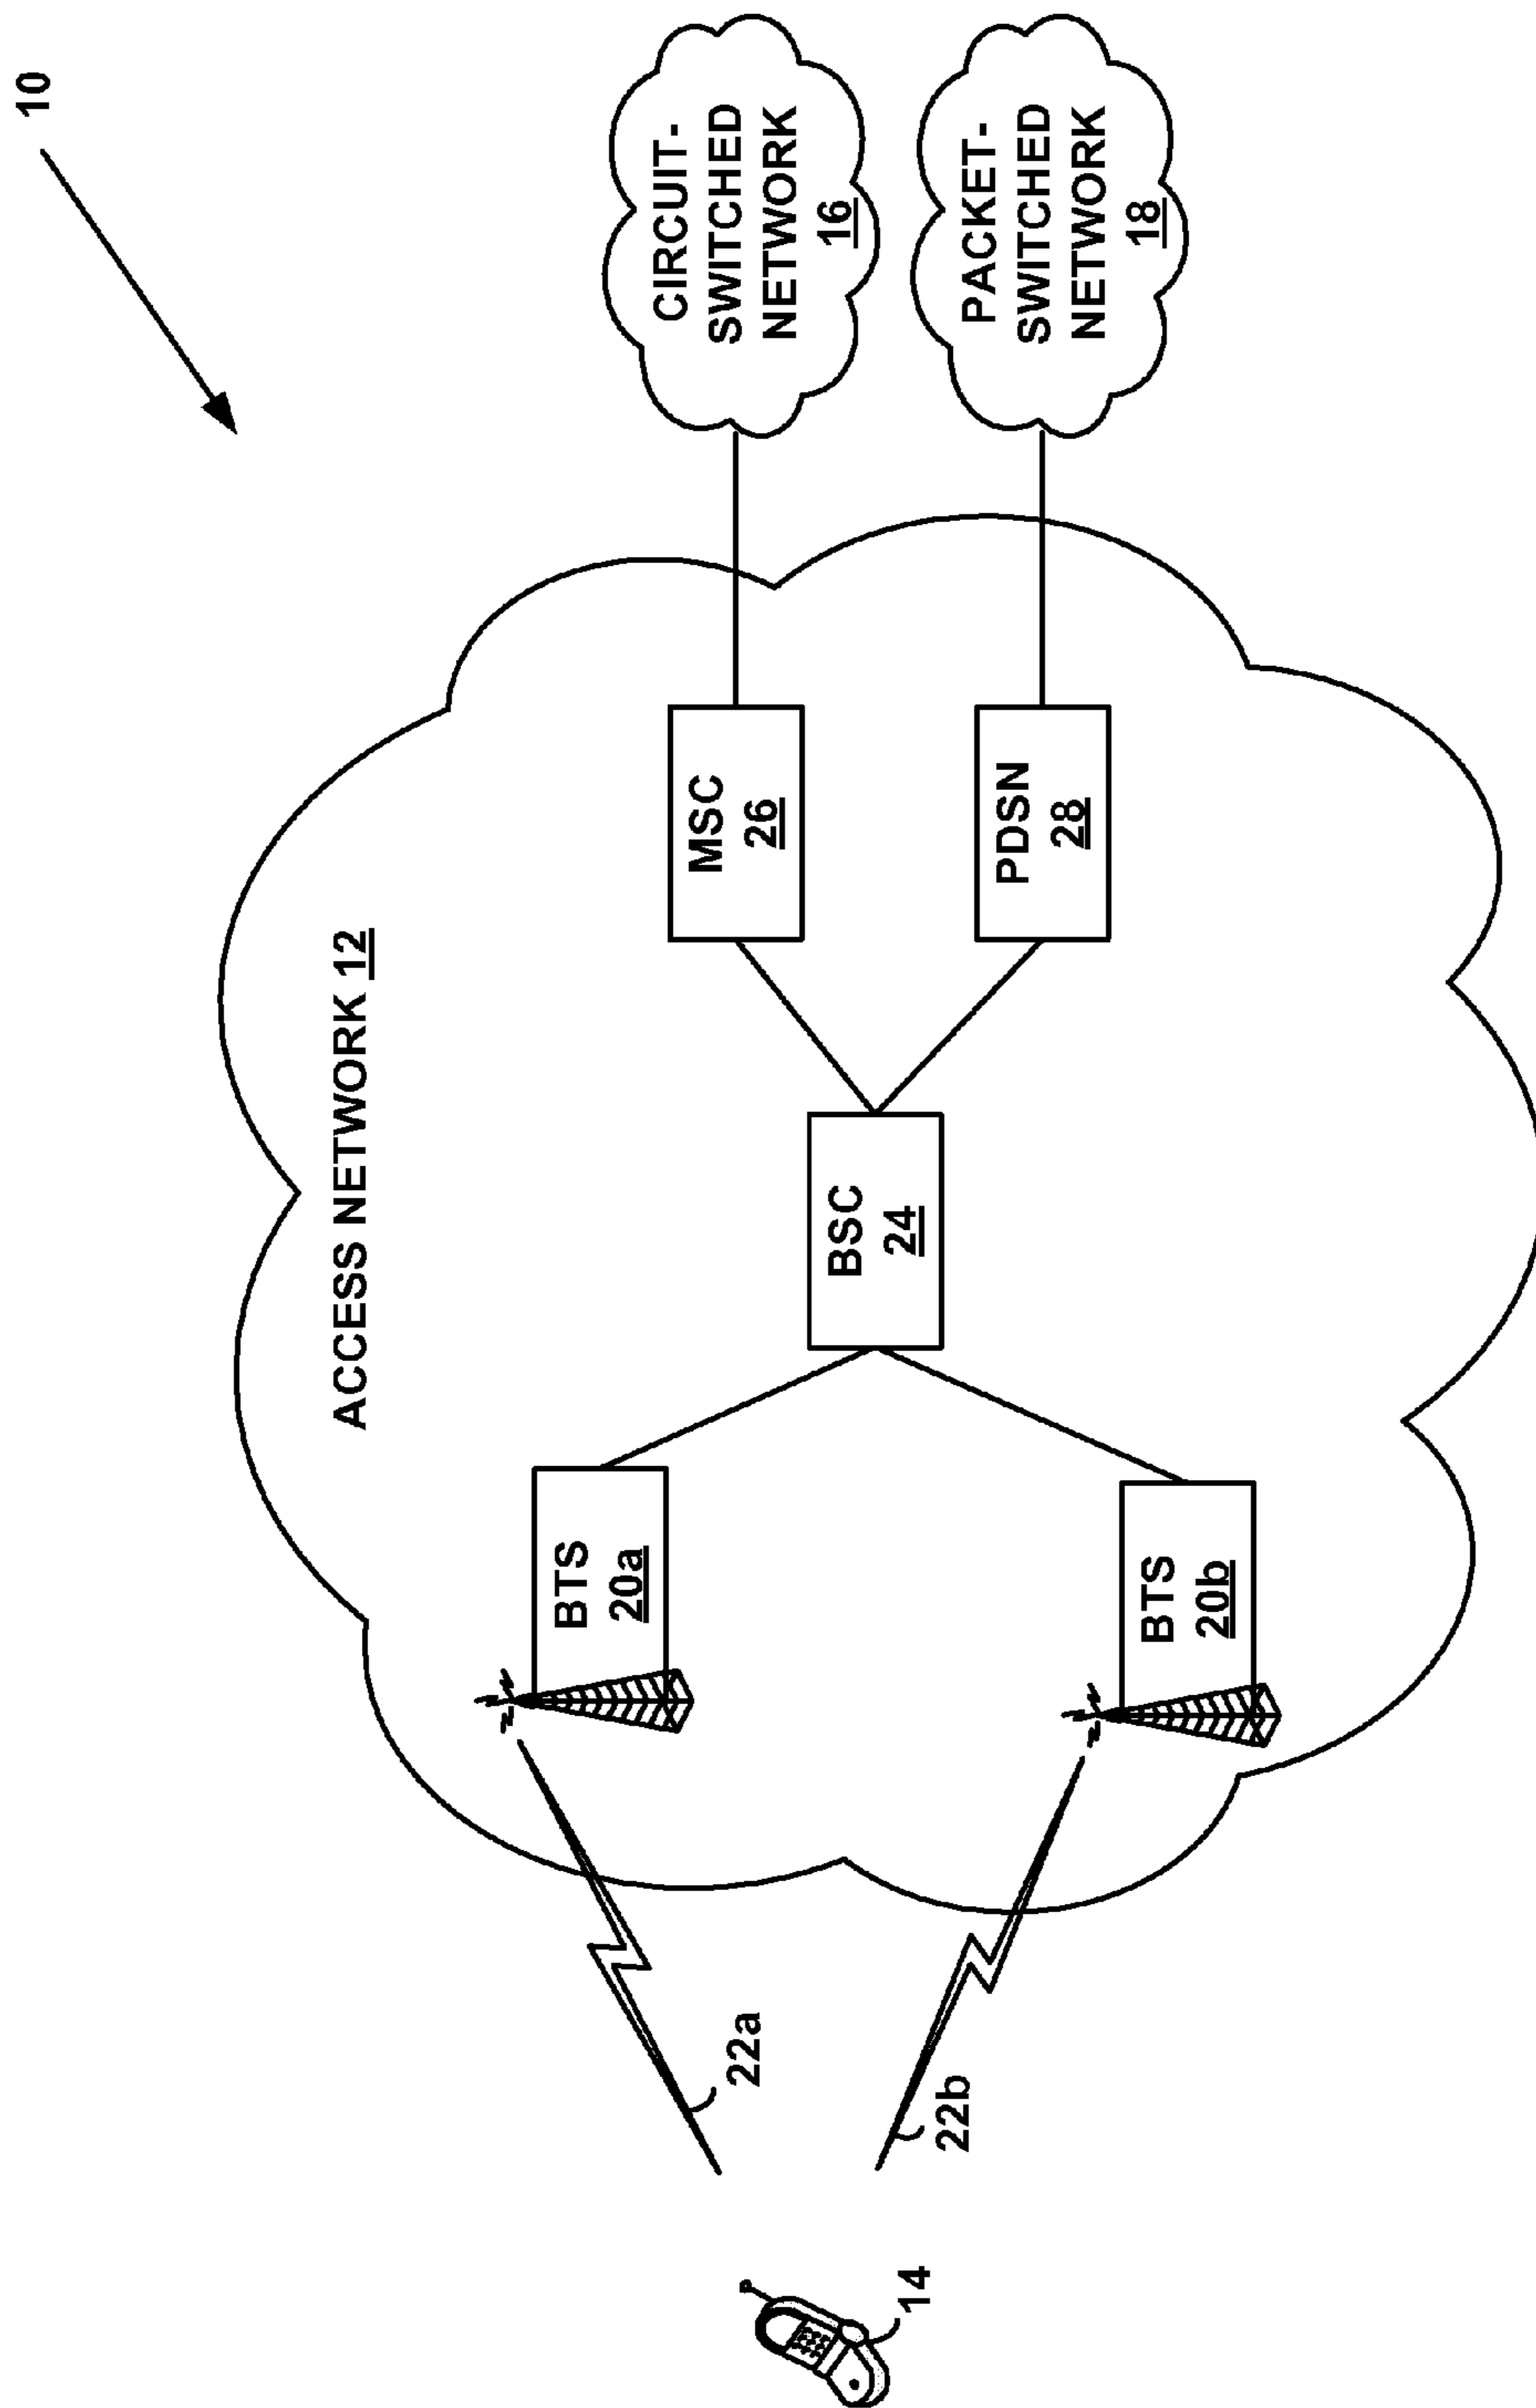 10
ACCESS NETWORK 12
BTS
20a
BTS
20b
BSC
24
MSC
26
PDSN
28
CIRCUIT-
SWITCHED
NETWORK
16
PACKET-
SWITCHED
NETWORK
18
22a
22b
14